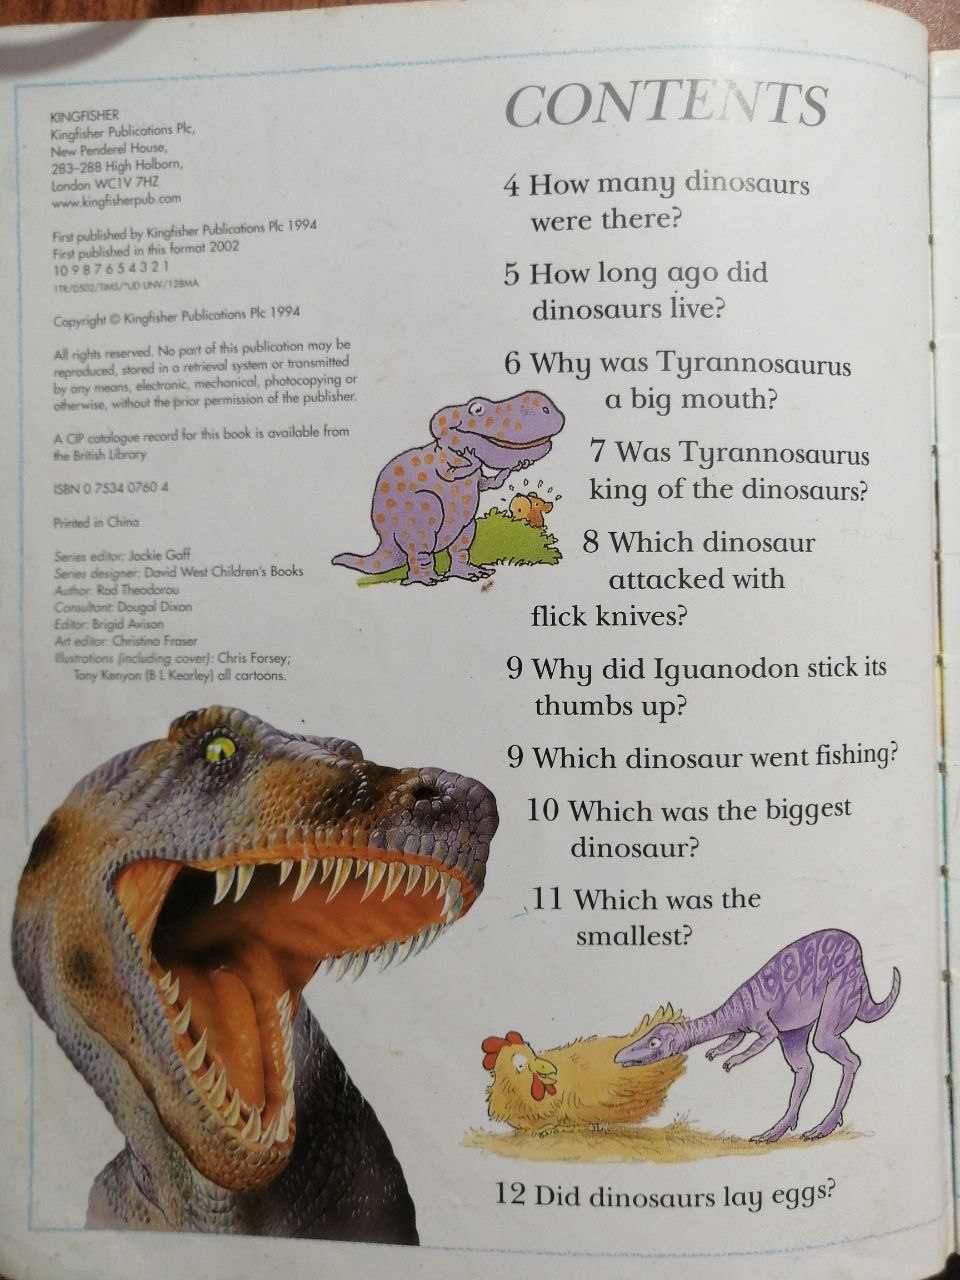 KINGFISHER
Kingfisher Publications Plc,
New Penderel House,
283–288 High Holborn,
London WC1V 7HZ
www.kingfisherpub.com
First published by Kingfisher Publications Plc 1994
First published in this format 2002
10 9 8 7 6 5 4 3 2 1
1TR/0502/TIMS/*UD UNV/128MA
Copyright © Kingfisher Publications Plc 1994
All rights reserved. No part of this publication may be
reproduced, stored in a retrieval system or transmitted
by any means, electronic, mechanical, photocopying or
otherwise, without the prior permission of the publisher.
A CIP catalogue record for this book is available from
the British Library
ISBN 0 7534 0760 4
Printed in China
Series editor: Jackie Gaff
Series designer: David West Children's Books
Author: Rod Theodorou
Consultant: Dougal Dixon
Editor: Brigid Avison
Art editor: Christina Fraser
Illustrations (including cover): Chris Forsey;
Tony Kenyon (B L Kearley) all cartoons.
CONTENTS
4 How many dinosaurs
were there?
5 How long ago did
dinosaurs live?
6 Why was Tyrannosaurus
a big mouth?
7 Was Tyrannosaurus
king of the dinosaurs?
8 Which dinosaur
attacked with
flick knives?
9 Why did Iguanodon stick its
thumbs up?
9 Which dinosaur went fishing?
10 Which was the biggest
dinosaur?
11 Which was the
smallest?
12 Did dinosaurs lay eggs?